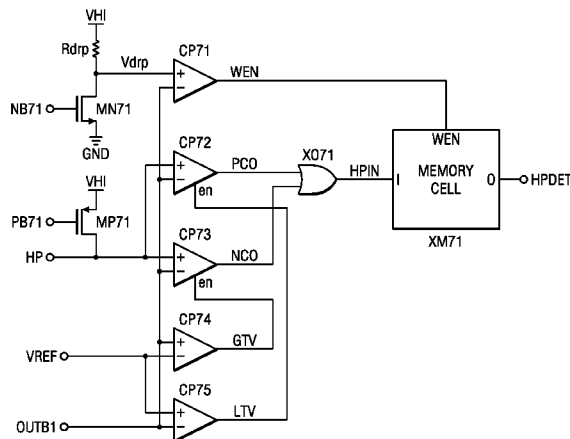 VHI
Rdrp
Vdrp
CP71
+
−
WEN
NB71
MN71
GND
CP72
+
−
en
PCO
XO71
HPIN
WEN
MEMORY
CELL
I
O
HPDET
XM71
VHI
PB71
MP71
HP
CP73
+
−
en
NCO
CP74
+
−
GTV
VREF
CP75
+
−
LTV
OUTB1